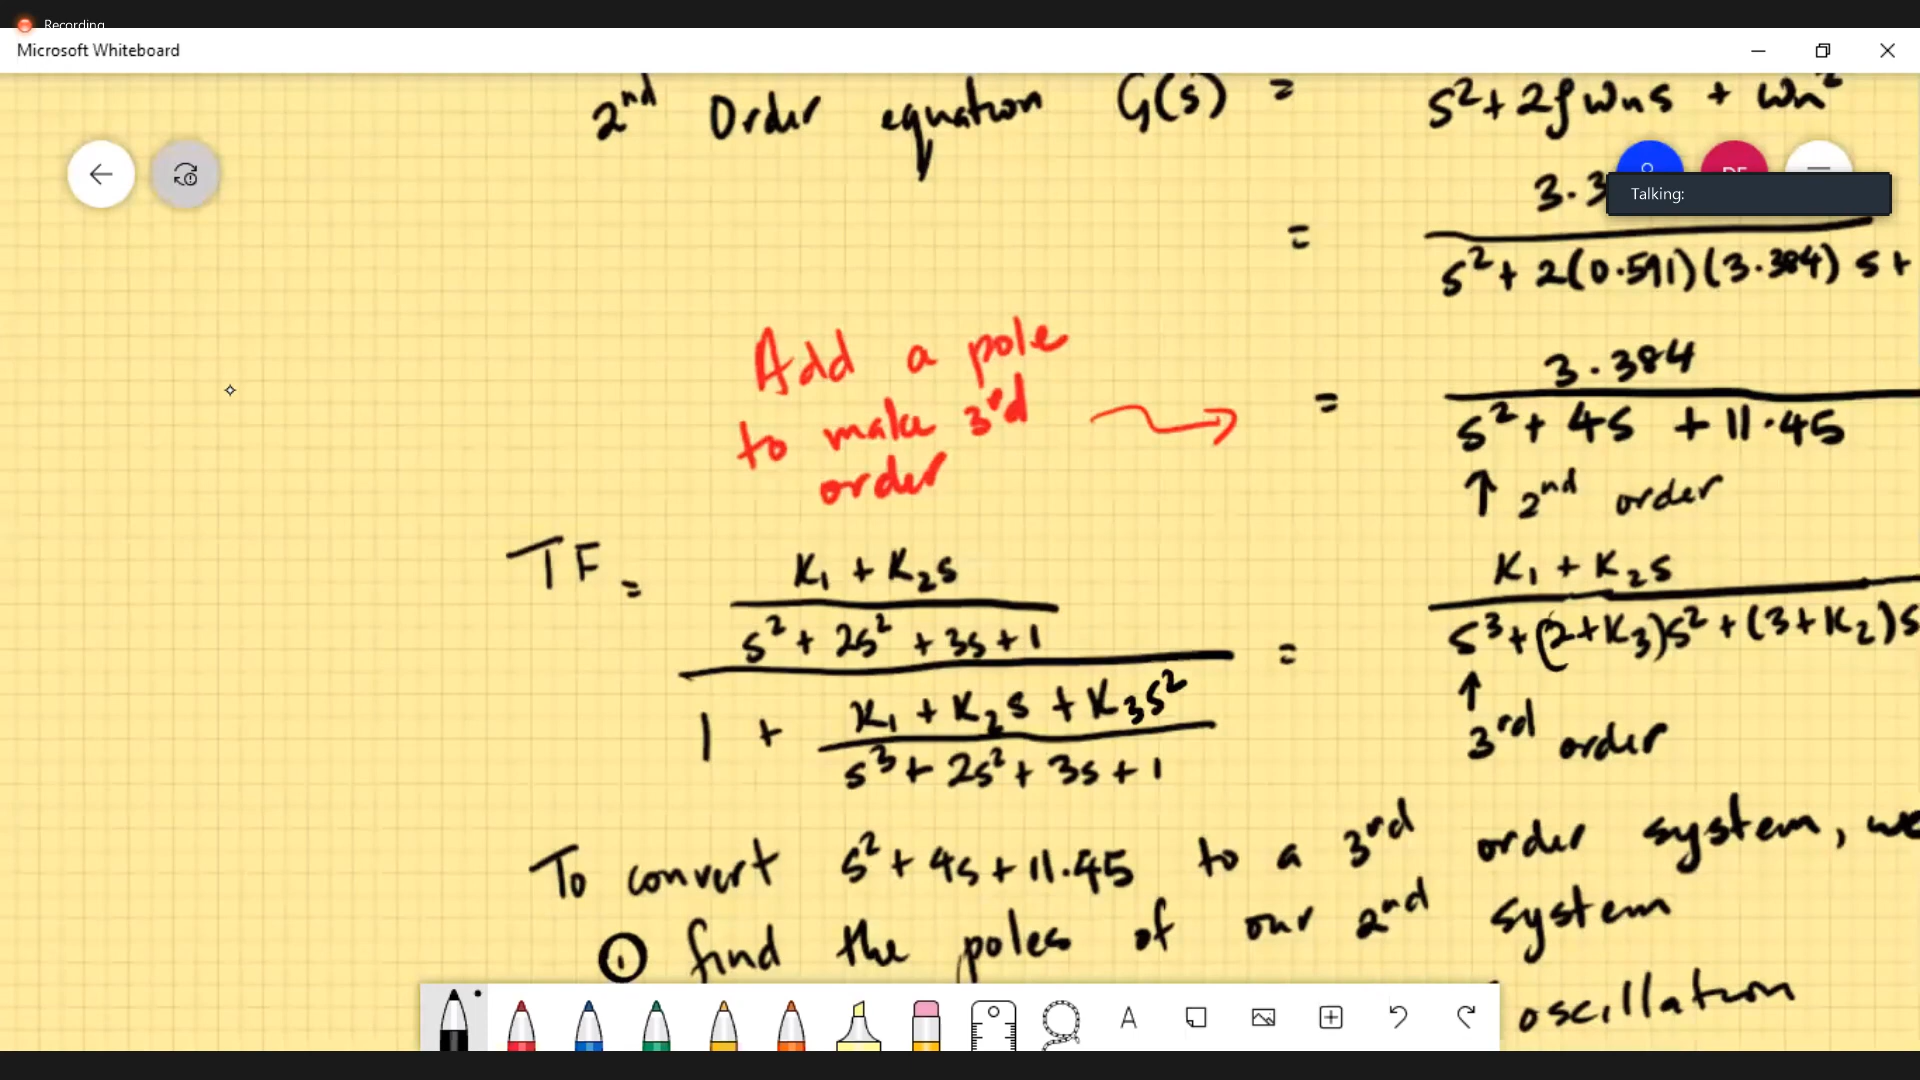 Recording
Microsoft Whiteboard
2nd Order equation G(s) =
s² + 2ζωns + ωn²
Talking:
= 3.3
s² + 2(0.591)(3.384) s +
Add a pole
to make 3rd
order
= 3.384
s² + 4s + 11.45
↑ 2nd order
TF = K₁ + K₂s
s² + 2s² + 3s + 1
1 + K₁ + K₂s + K₃s²
s³ + 2s² + 3s + 1
= K₁ + K₂s
s³ + (2+K₃)s² + (3+K₂)s
↑
3rd order
To convert s² + 4s + 11.45 to a 3rd order system, we
① find the poles of our 2nd system
oscillation
A